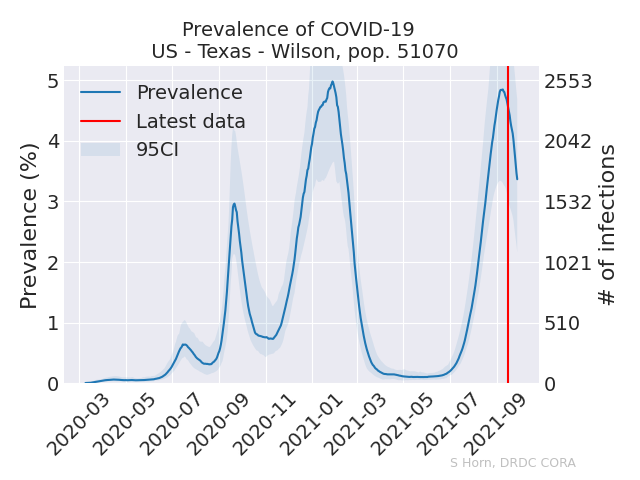 Prevalence of COVID-19
US - Texas - Wilson, pop. 51070
Prevalence
Latest data
95CI
Prevalence (%)
5
4
3
2
1
0
2553
2042
1532
1021
510
0
# of infections
2020-03
2020-05
2020-07
2020-09
2020-11
2021-01
2021-03
2021-05
2021-07
2021-09
S Horn, DRDC CORA